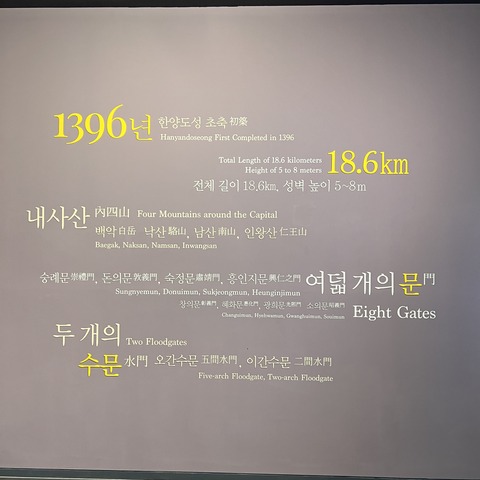 1396년 한양도성 초축 初築
Hanyandoseong First Completed in 1396
Total Length of 18.6 kilometers
Height of 5 to 8 meters
18.6km
전체 길이 18.6km, 성벽 높이 5~8m
내사산 內四山 Four Mountains around the Capital
백악 白岳 낙산 駱山, 남산 南山, 인왕산 仁王山
Baegak, Naksan, Namsan, Inwangsan
숭례문 崇禮門, 돈의문 敦義門, 숙정문 肅靖門, 흥인지문 興仁之門 여덟 개의 문 門
Sungnyemun, Donuimun, Sukjeongmun, Heunginjimun
창의문 彰義門, 혜화문 惠化門, 광희문 光熙門, 소의문 昭義門
Changuimun, Hyehwamun, Gwanghuimun, Souimun
Eight Gates
두 개의 Two Floodgates
수문 水門 오간수문 五間水門, 이간수문 二間水門
Five-arch Floodgate, Two-arch Floodgate